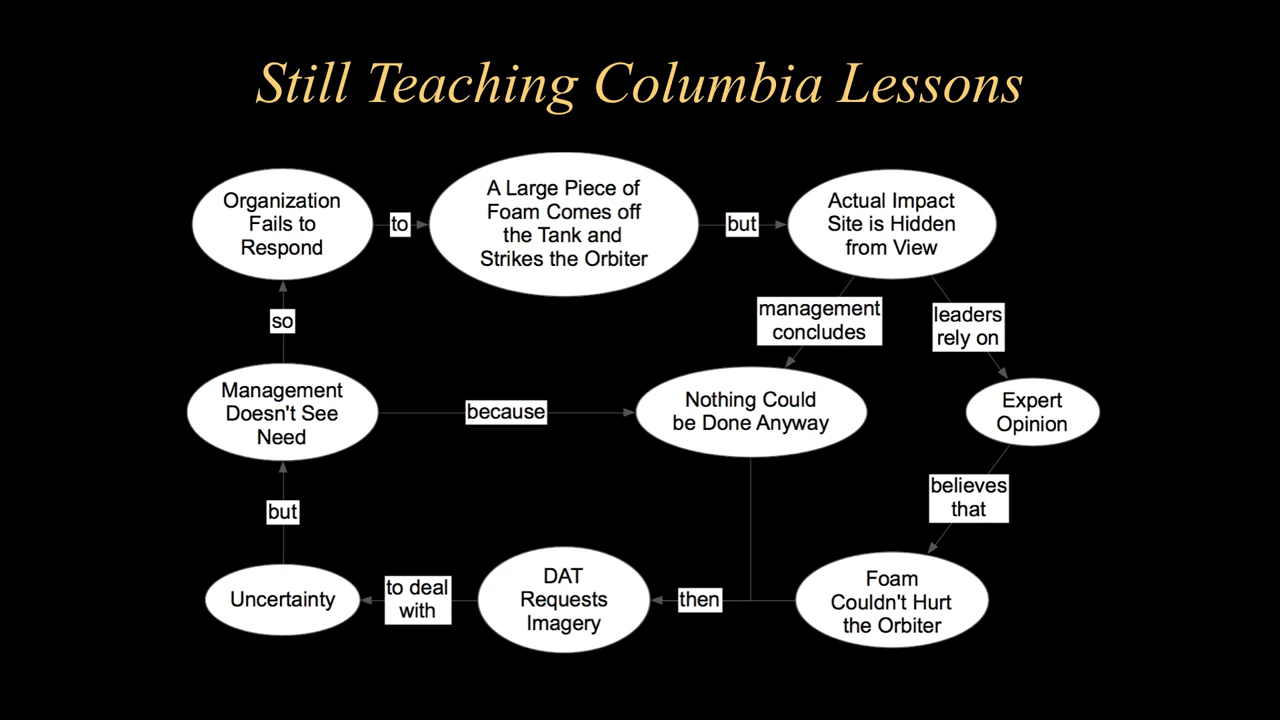 Still Teaching Columbia Lessons
Organization
Fails to
Respond
to
A Large Piece of
Foam Comes off
the Tank and
Strikes the Orbiter
but
Actual Impact
Site is Hidden
from View
management
concludes
leaders
rely on
so
Management
Doesn't See
Need
because
Nothing Could
be Done Anyway
Expert
Opinion
believes
that
but
Uncertainty
to deal
with
DAT
Requests
Imagery
then
Foam
Couldn't Hurt
the Orbiter